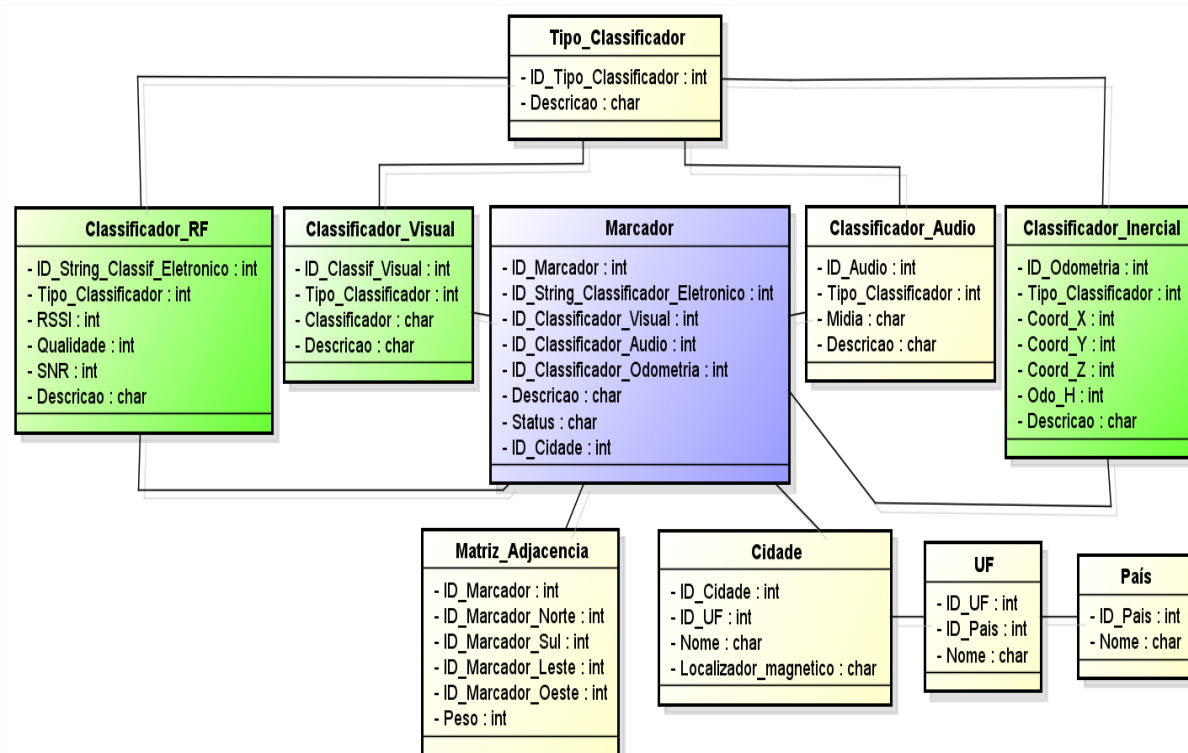 Tipo_Classificador
- ID_Tipo_Classificador : int
- Descricao : char
Classificador_RF
- ID_String_Classif_Eletronico : int
- Tipo_Classificador : int
- RSSI : int
- Qualidade : int
- SNR : int
- Descricao : char
Classificador_Visual
- ID_Classif_Visual : int
- Tipo_Classificador : int
- Classificador : char
- Descricao : char
Marcador
- ID_Marcador : int
- ID_String_Classificador_Eletronico : int
- ID_Classificador_Visual : int
- ID_Classificador_Audio : int
- ID_Classificador_Odometria : int
- Descricao : char
- Status : char
- ID_Cidade : int
Classificador_Audio
- ID_Audio : int
- Tipo_Classificador : int
- Midia : char
- Descricao : char
Classificador_Inercial
- ID_Odometria : int
- Tipo_Classificador : int
- Coord_X : int
- Coord_Y : int
- Coord_Z : int
- Odo_H : int
- Descricao : char
Matriz_Adjacencia
- ID_Marcador : int
- ID_Marcador_Norte : int
- ID_Marcador_Sul : int
- ID_Marcador_Leste : int
- ID_Marcador_Oeste : int
- Peso : int
Cidade
- ID_Cidade : int
- ID_UF : int
- Nome : char
- Localizador_magnetico : char
UF
- ID_UF : int
- ID_Pais : int
- Nome : char
País
- ID_Pais : int
- Nome : char